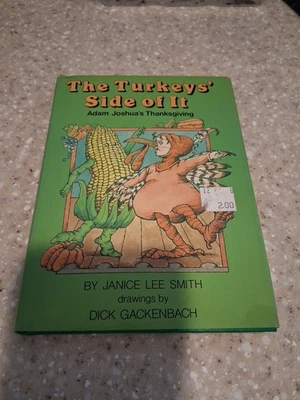 The Turkeys'
Side of It
Adam Joshua's Thanksgiving
2.00
BY JANICE LEE SMITH
drawings by
DICK GACKENBACH